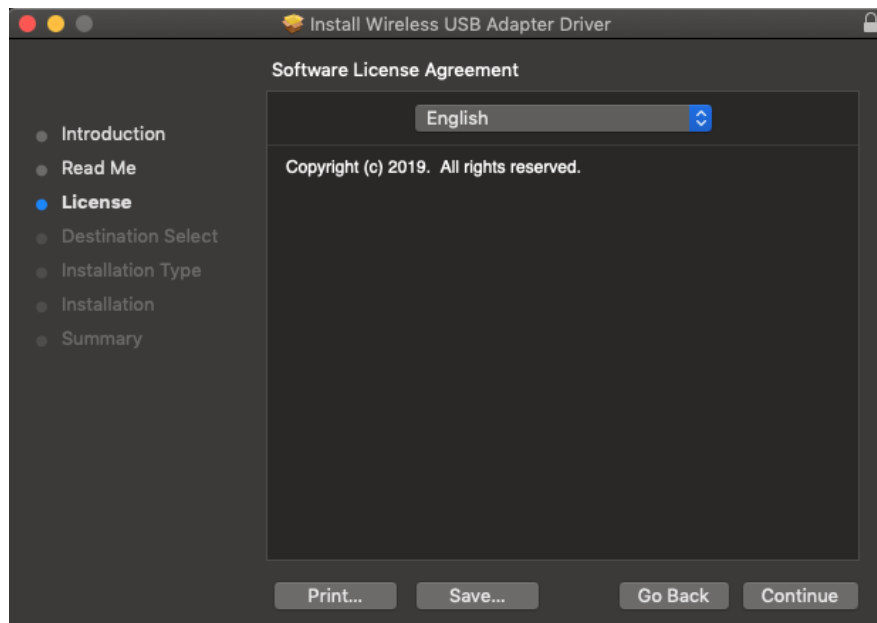 Install Wireless USB Adapter Driver
Software License Agreement
English
Introduction
Read Me
License
Destination Select
Installation Type
Installation
Summary
Copyright (c) 2019.  All rights reserved.
Print...
Save...
Go Back
Continue